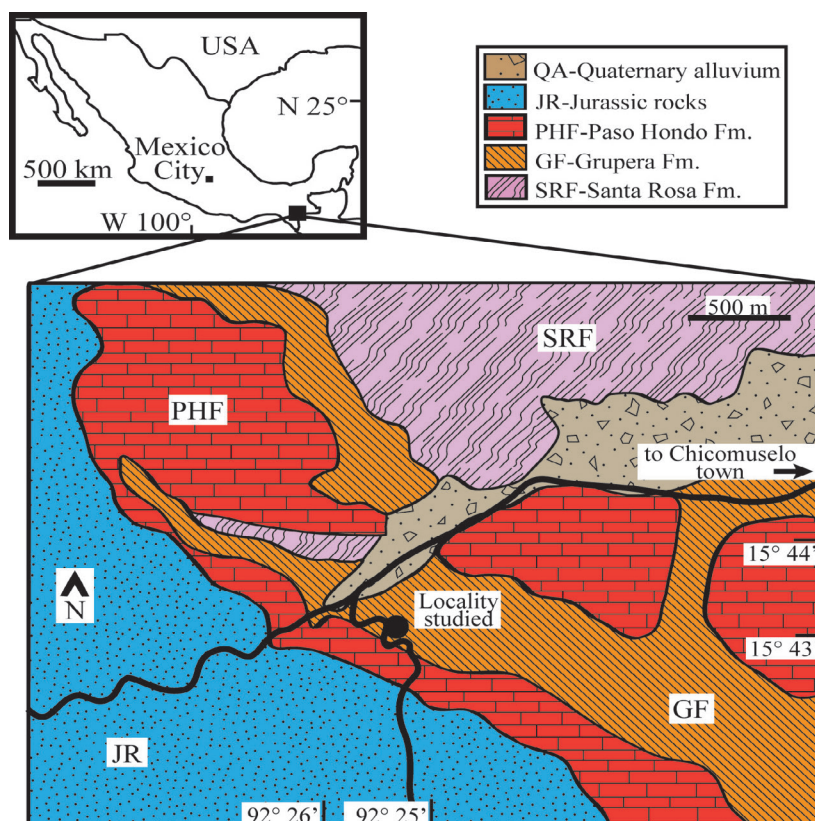 USA
N 25°
Mexico
City
500 km
W 100°
QA-Quaternary alluvium
JR-Jurassic rocks
PHF-Paso Hondo Fm.
GF-Grupera Fm.
SRF-Santa Rosa Fm.
500 m
SRF
PHF
to Chicomuselo
town
15° 44'
N
Locality
studied
15° 43
GF
JR
92° 26' 92° 25'